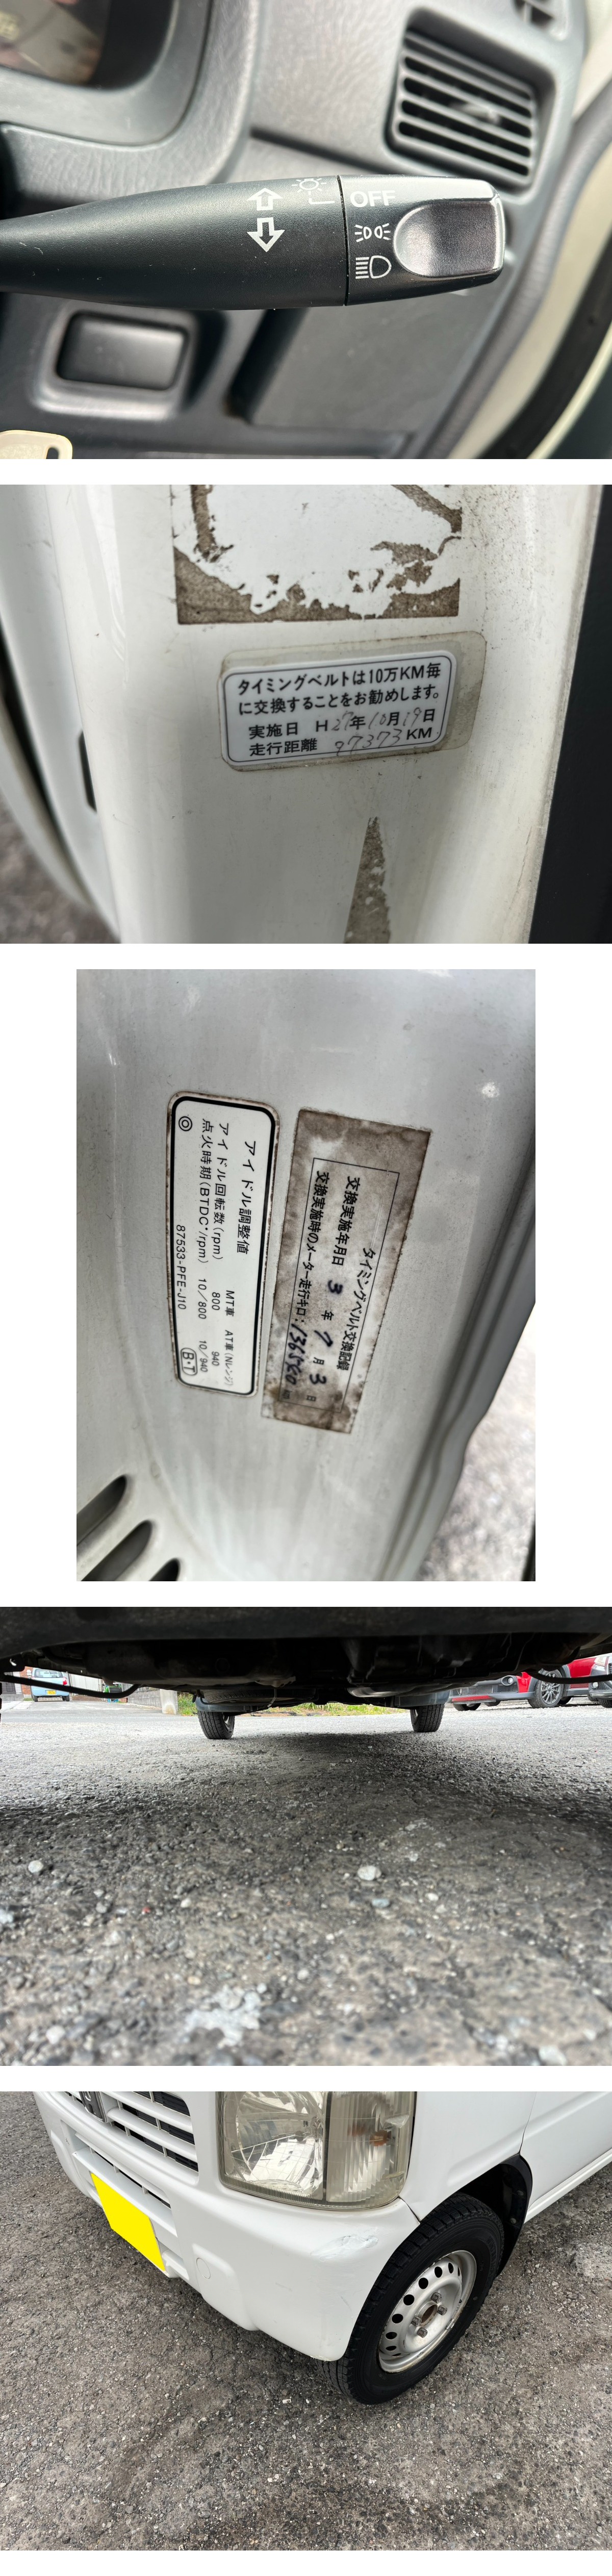 OFF
タイミングベルトは10万KM毎
に交換することをお勧めします。
実施日 H27年10月19日
走行距離 97373KM
タイミングベルト交換記録
交換実施年月日 3年7月3日
交換実施時のメーター走行キロ:
アイドル調整値
MT車 AT車(Nレンジ)
アイドル回転数(rpm) 800 940
点火時期(BTDC°/rpm) 10/800 10/940
◎ 87533-PFE-J10 B・T